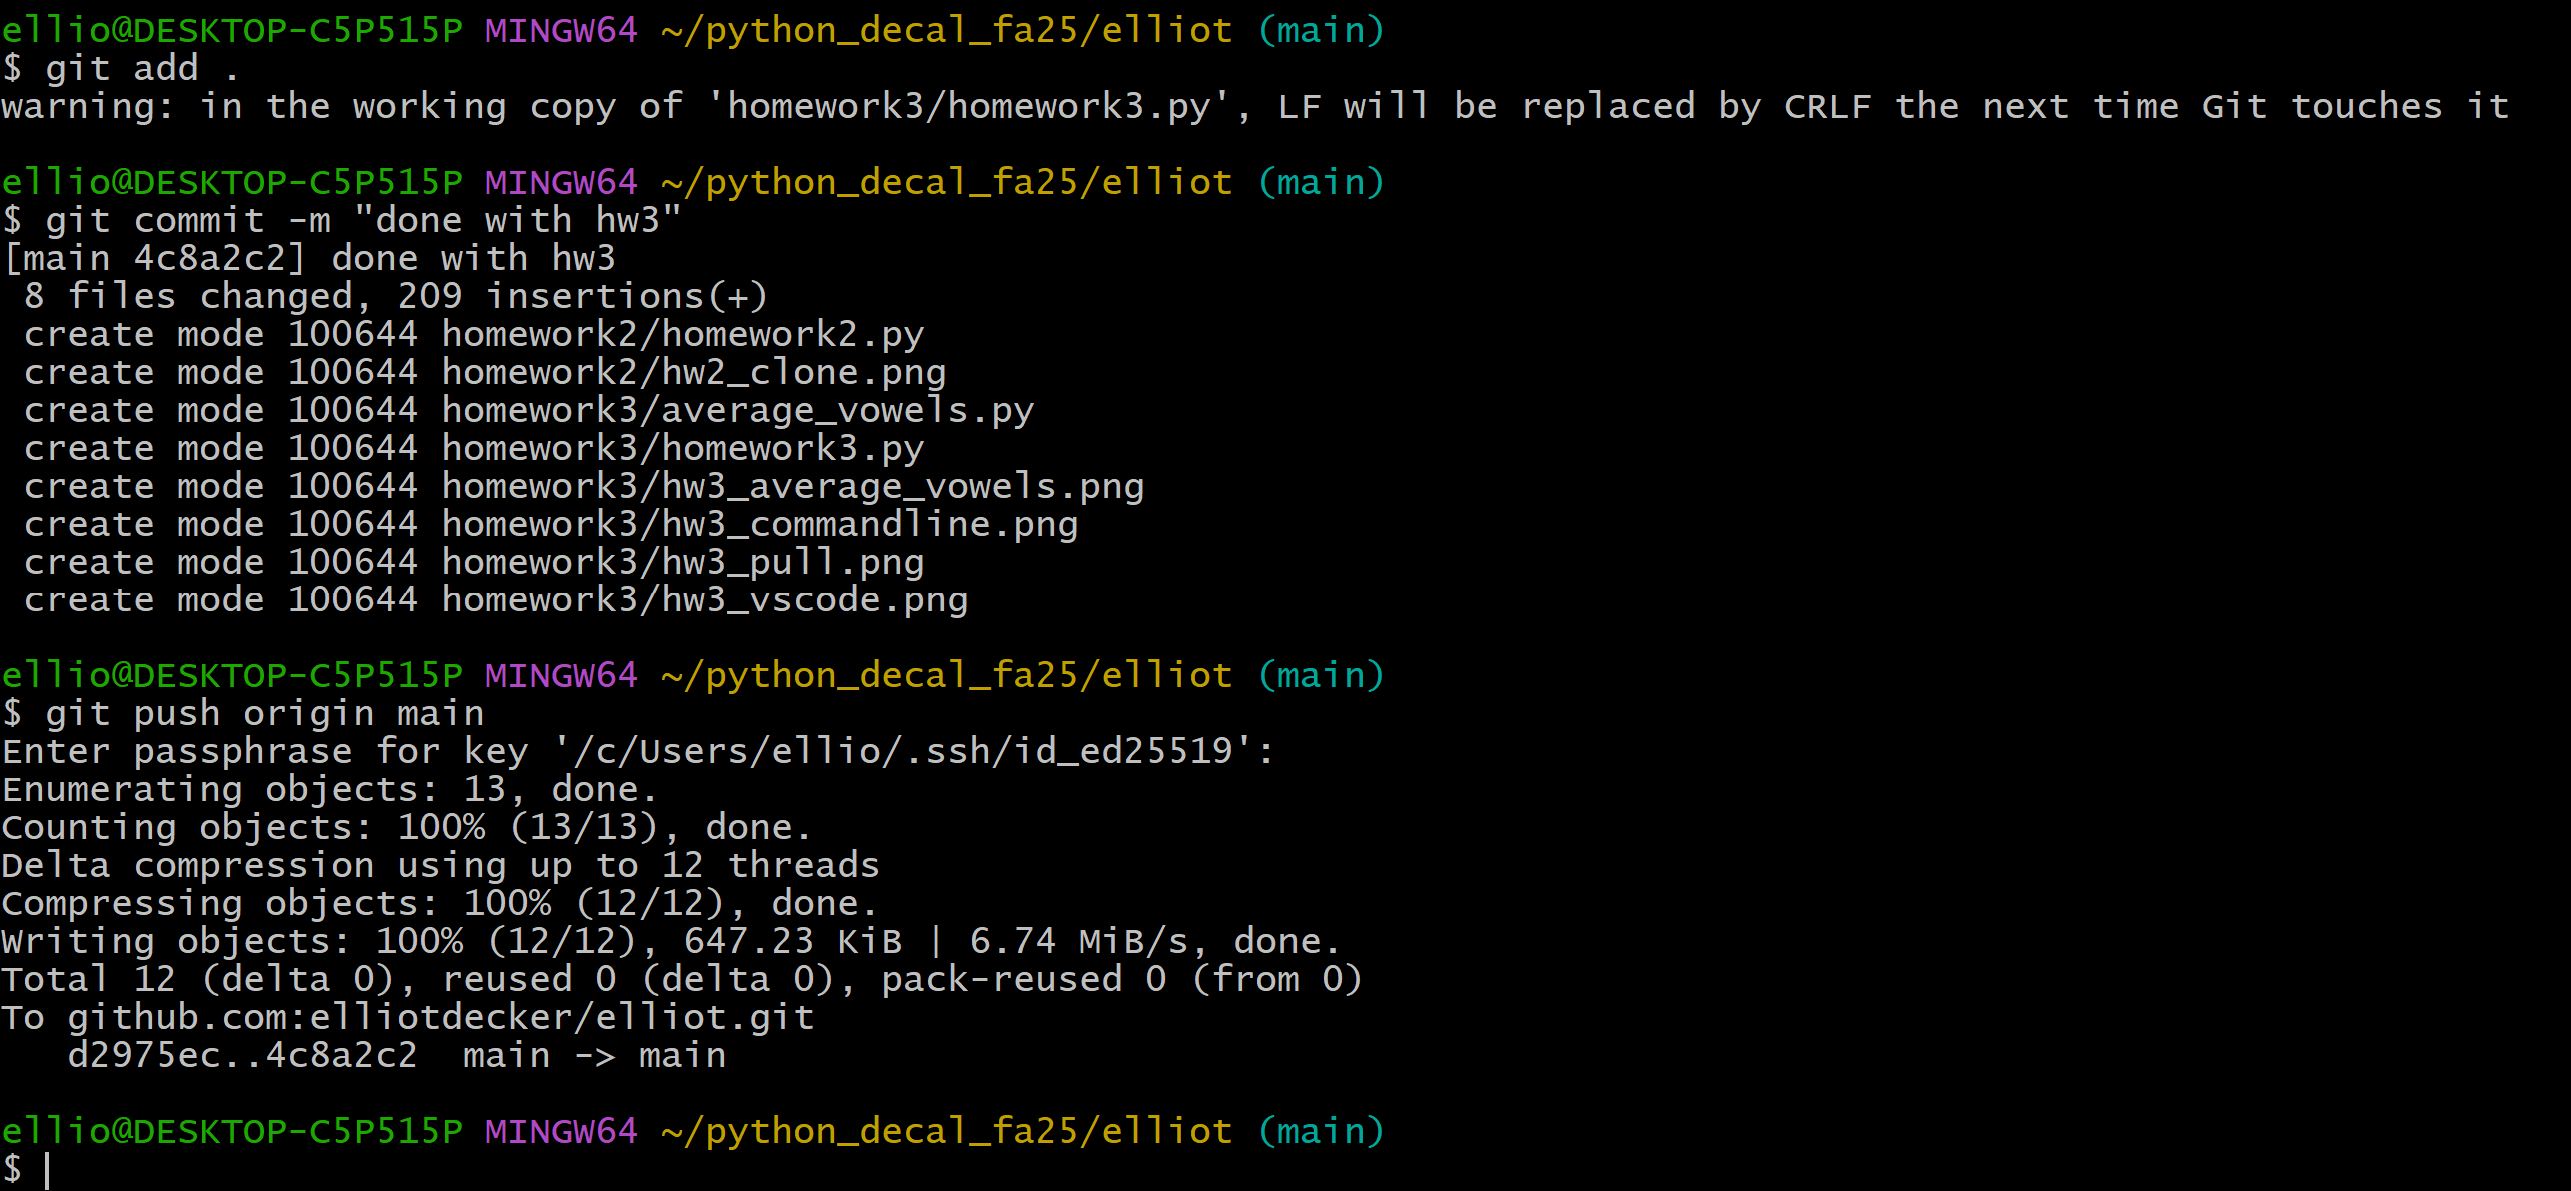 ellio@DESKTOP-C5P515P MINGW64 ~/python_decal_fa25/elliot (main)
$ git add .
warning: in the working copy of 'homework3/homework3.py', LF will be replaced by CRLF the next time Git touches it

ellio@DESKTOP-C5P515P MINGW64 ~/python_decal_fa25/elliot (main)
$ git commit -m "done with hw3"
[main 4c8a2c2] done with hw3
 8 files changed, 209 insertions(+)
 create mode 100644 homework2/homework2.py
 create mode 100644 homework2/hw2_clone.png
 create mode 100644 homework3/average_vowels.py
 create mode 100644 homework3/homework3.py
 create mode 100644 homework3/hw3_average_vowels.png
 create mode 100644 homework3/hw3_commandline.png
 create mode 100644 homework3/hw3_pull.png
 create mode 100644 homework3/hw3_vscode.png

ellio@DESKTOP-C5P515P MINGW64 ~/python_decal_fa25/elliot (main)
$ git push origin main
Enter passphrase for key '/c/Users/ellio/.ssh/id_ed25519':
Enumerating objects: 13, done.
Counting objects: 100% (13/13), done.
Delta compression using up to 12 threads
Compressing objects: 100% (12/12), done.
Writing objects: 100% (12/12), 647.23 KiB | 6.74 MiB/s, done.
Total 12 (delta 0), reused 0 (delta 0), pack-reused 0 (from 0)
To github.com:elliotdecker/elliot.git
   d2975ec..4c8a2c2  main -> main

ellio@DESKTOP-C5P515P MINGW64 ~/python_decal_fa25/elliot (main)
$